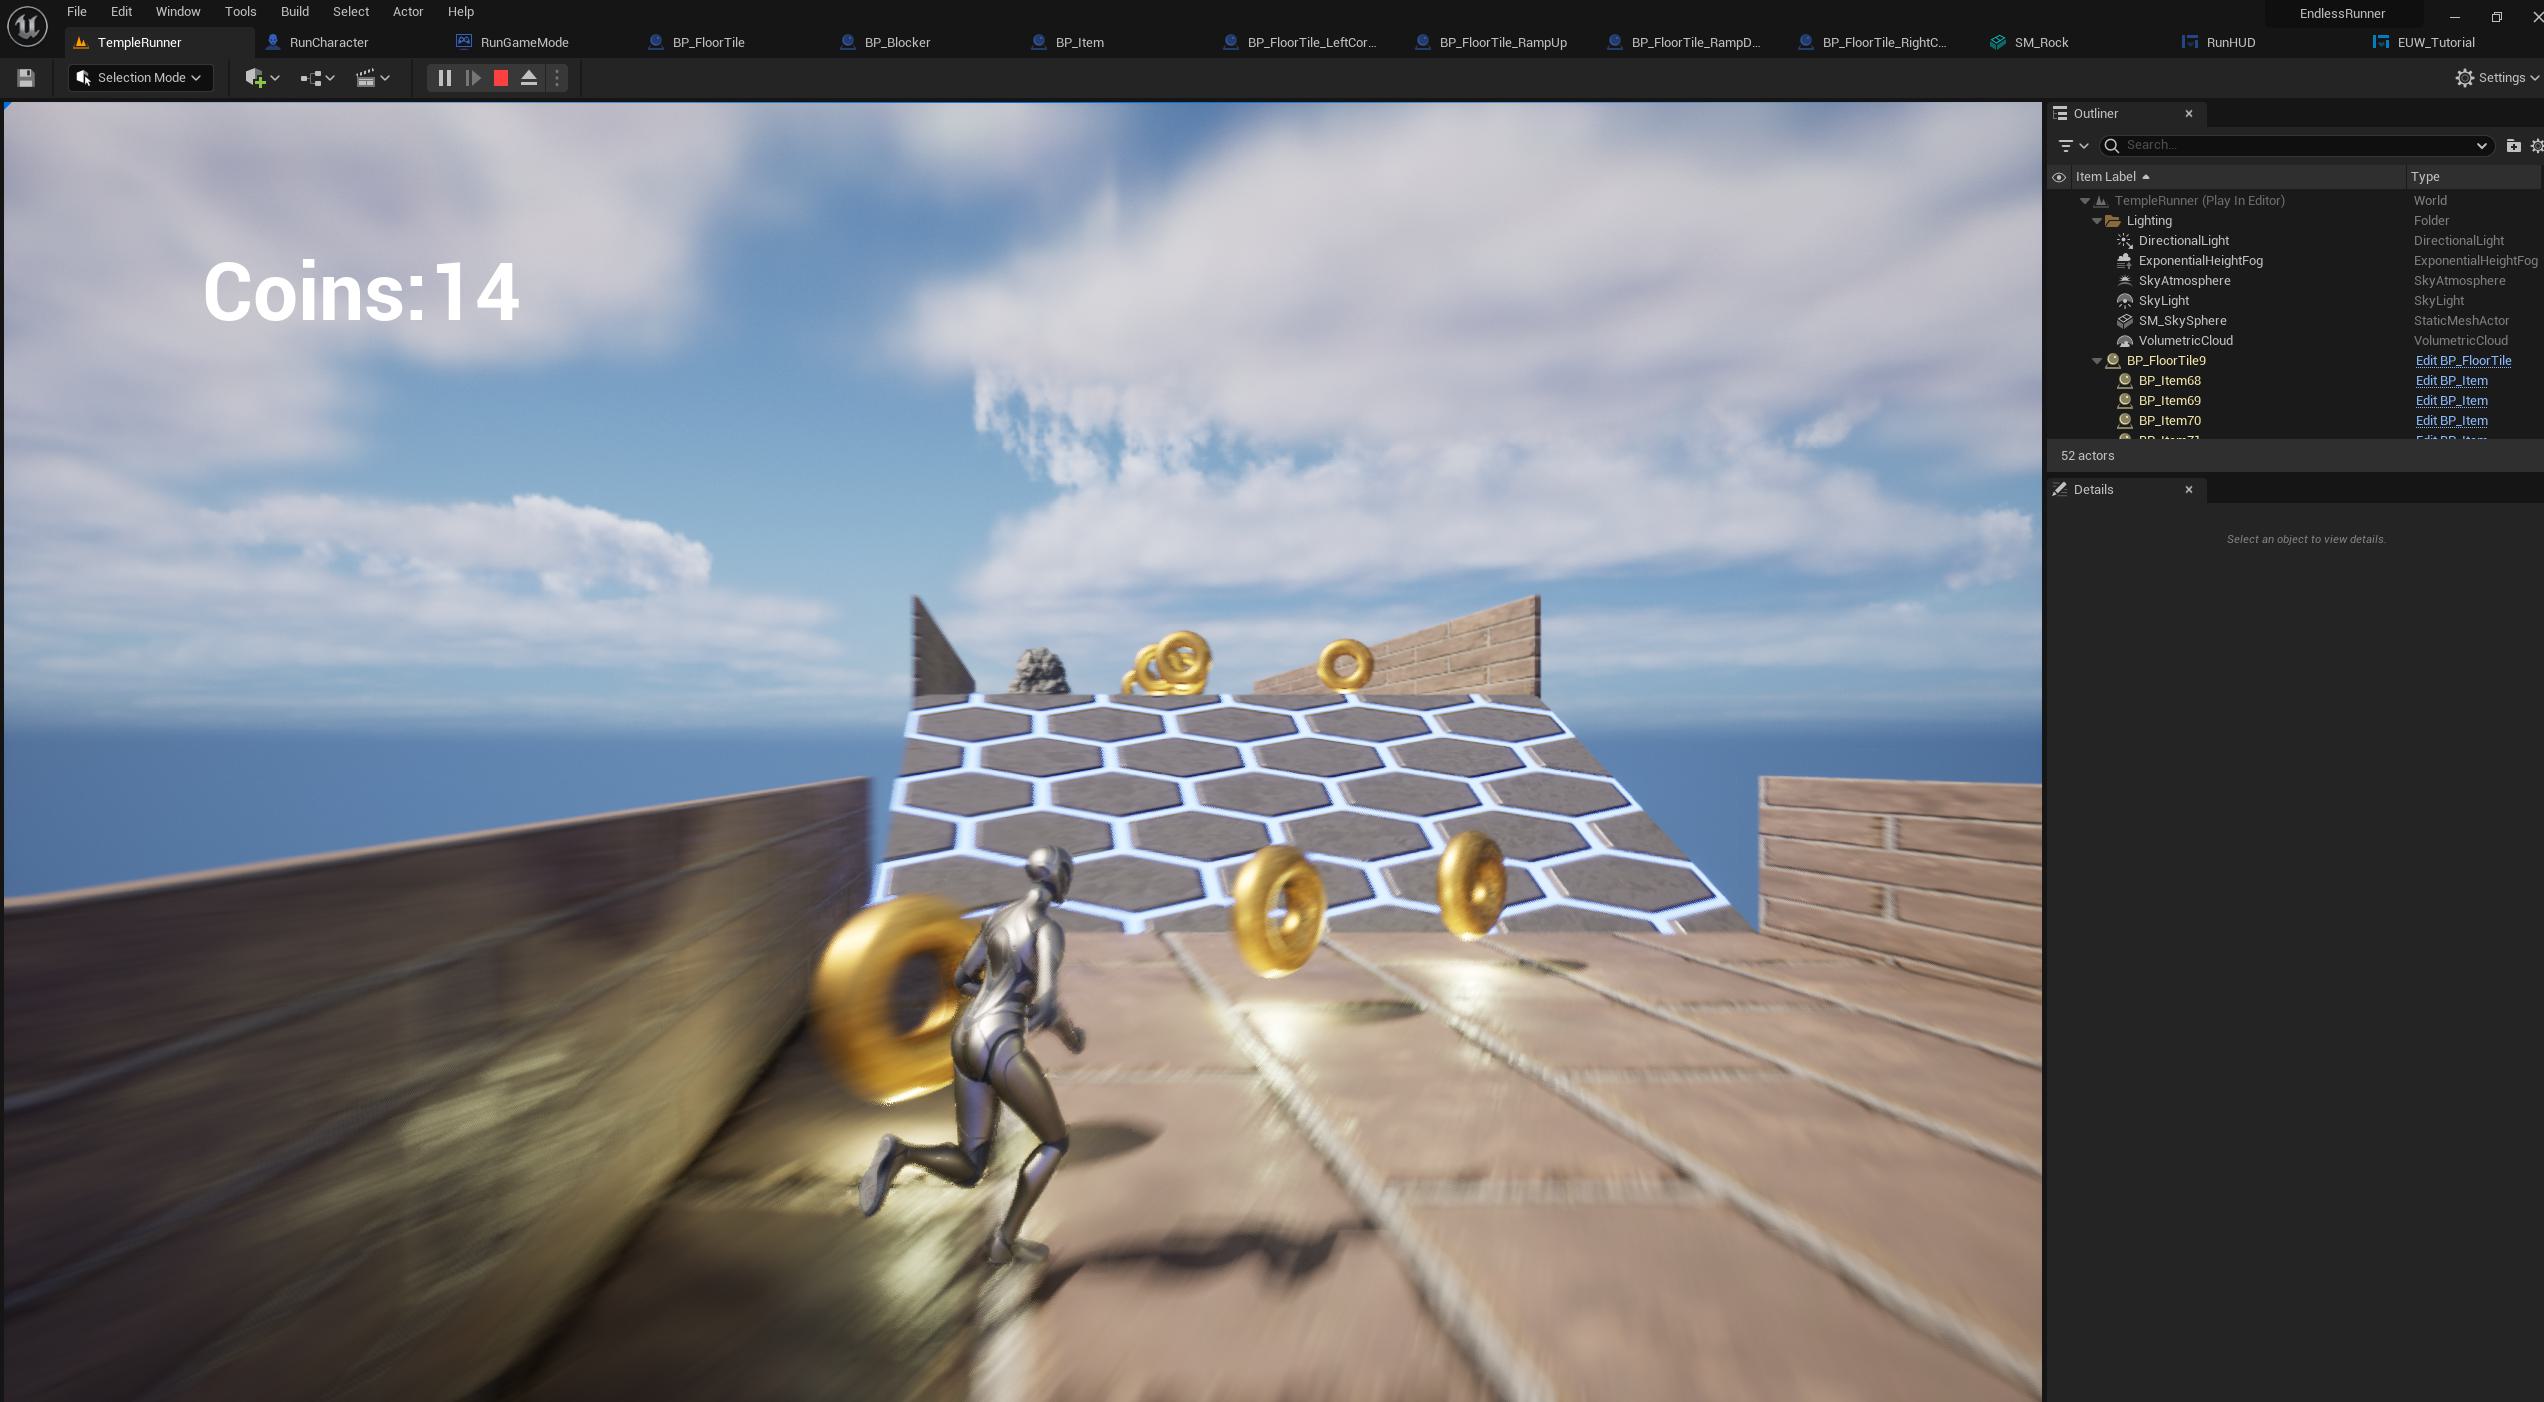 File Edit Window Tools Build Select Actor Help
EndlessRunner
TempleRunner RunCharacter RunGameMode BP_FloorTile BP_Blocker BP_Item BP_FloorTile_LeftCor... BP_FloorTile_RampUp BP_FloorTile_RampD... BP_FloorTile_RightC... SM_Rock RunHUD EUW_Tutorial
Selection Mode
Settings
Coins:14
Outliner
Search...
Item Label Type
TempleRunner (Play In Editor) World
Lighting Folder
DirectionalLight DirectionalLight
ExponentialHeightFog ExponentialHeightFog
SkyAtmosphere SkyAtmosphere
SkyLight SkyLight
SM_SkySphere StaticMeshActor
VolumetricCloud VolumetricCloud
BP_FloorTile9 Edit BP_FloorTile
BP_Item68 Edit BP_Item
BP_Item69 Edit BP_Item
BP_Item70 Edit BP_Item
52 actors
Details
Select an object to view details.